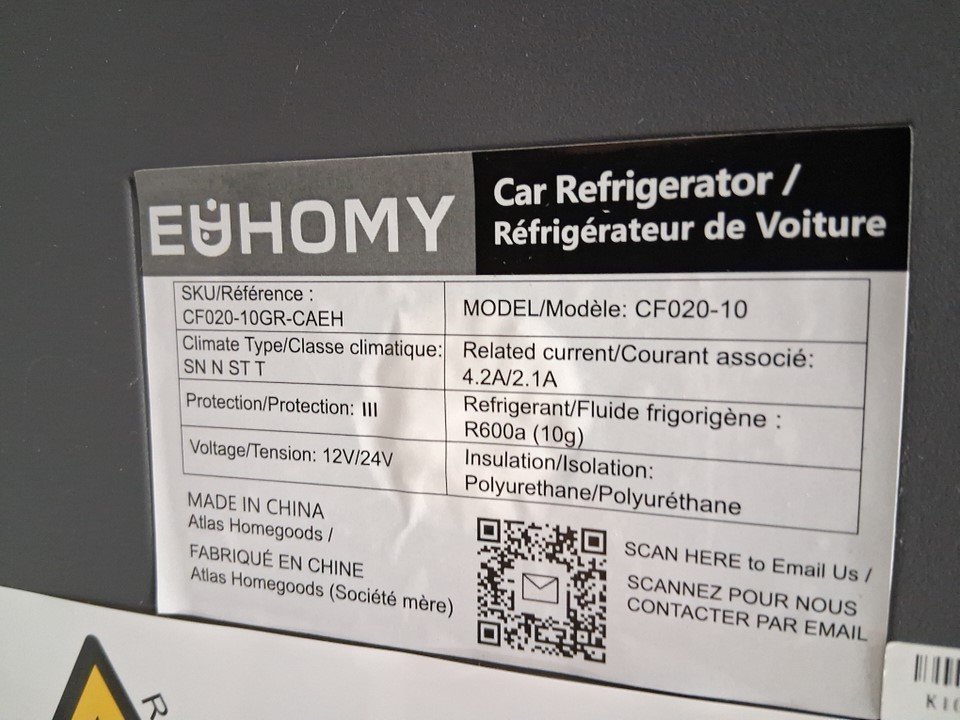 EUHOMY
Car Refrigerator /
Réfrigérateur de Voiture
SKU/Référence :
CF020-10GR-CAEH
MODEL/Modèle: CF020-10
Climate Type/Classe climatique:
SN N ST T
Related current/Courant associé:
4.2A/2.1A
Protection/Protection: III
Refrigerant/Fluide frigorigène :
R600a (10g)
Voltage/Tension: 12V/24V
Insulation/Isolation:
Polyurethane/Polyuréthane
MADE IN CHINA
Atlas Homegoods /
FABRIQUÉ EN CHINE
Atlas Homegoods (Société mère)
SCAN HERE to Email Us /
SCANNEZ POUR NOUS
CONTACTER PAR EMAIL